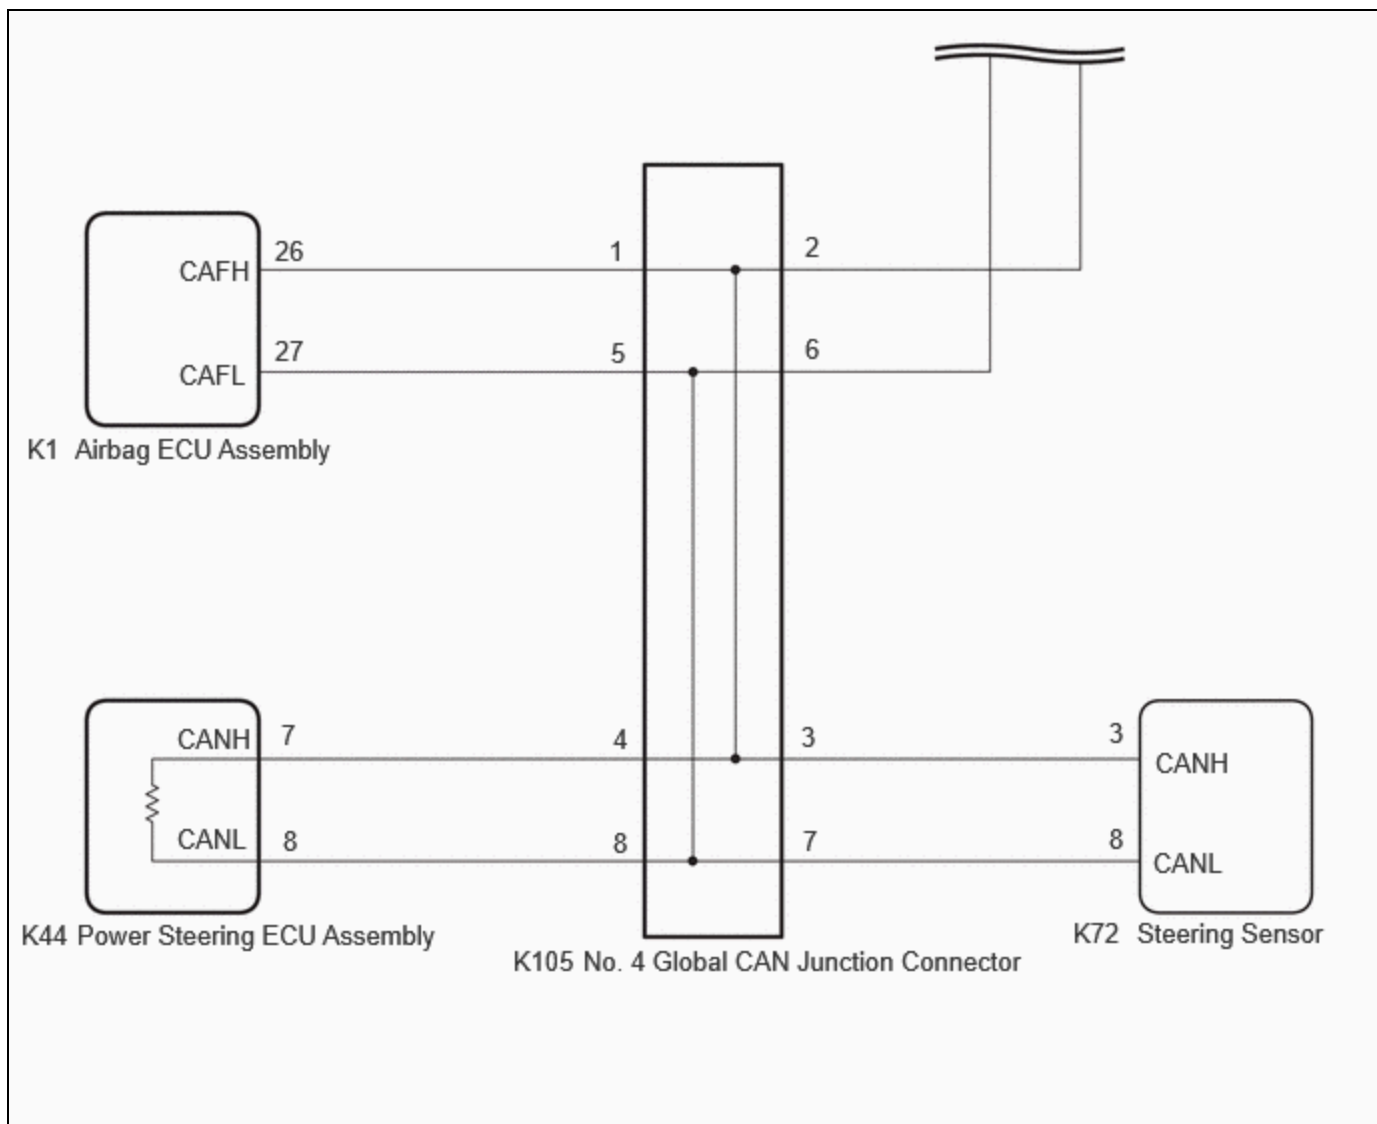 26 1 2
CAFH
27 5 6
CAFL
K1 Airbag ECU Assembly
CANH 7 4 3 3
CANH
CANL 8 8 7 8
CANL
K44 Power Steering ECU Assembly
K72 Steering Sensor
K105 No. 4 Global CAN Junction Connector